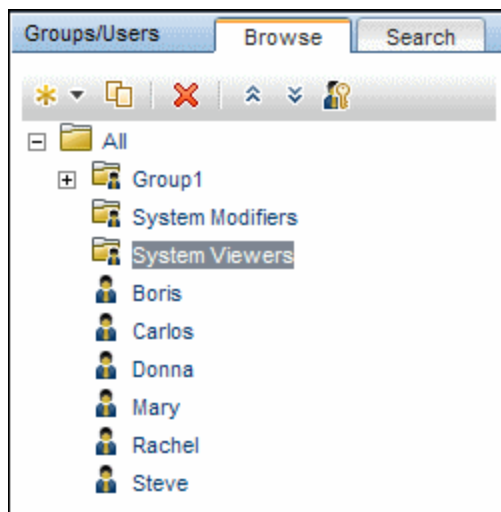 Groups/Users Browse Search
All
Group1
System Modifiers
System Viewers
Boris
Carlos
Donna
Mary
Rachel
Steve